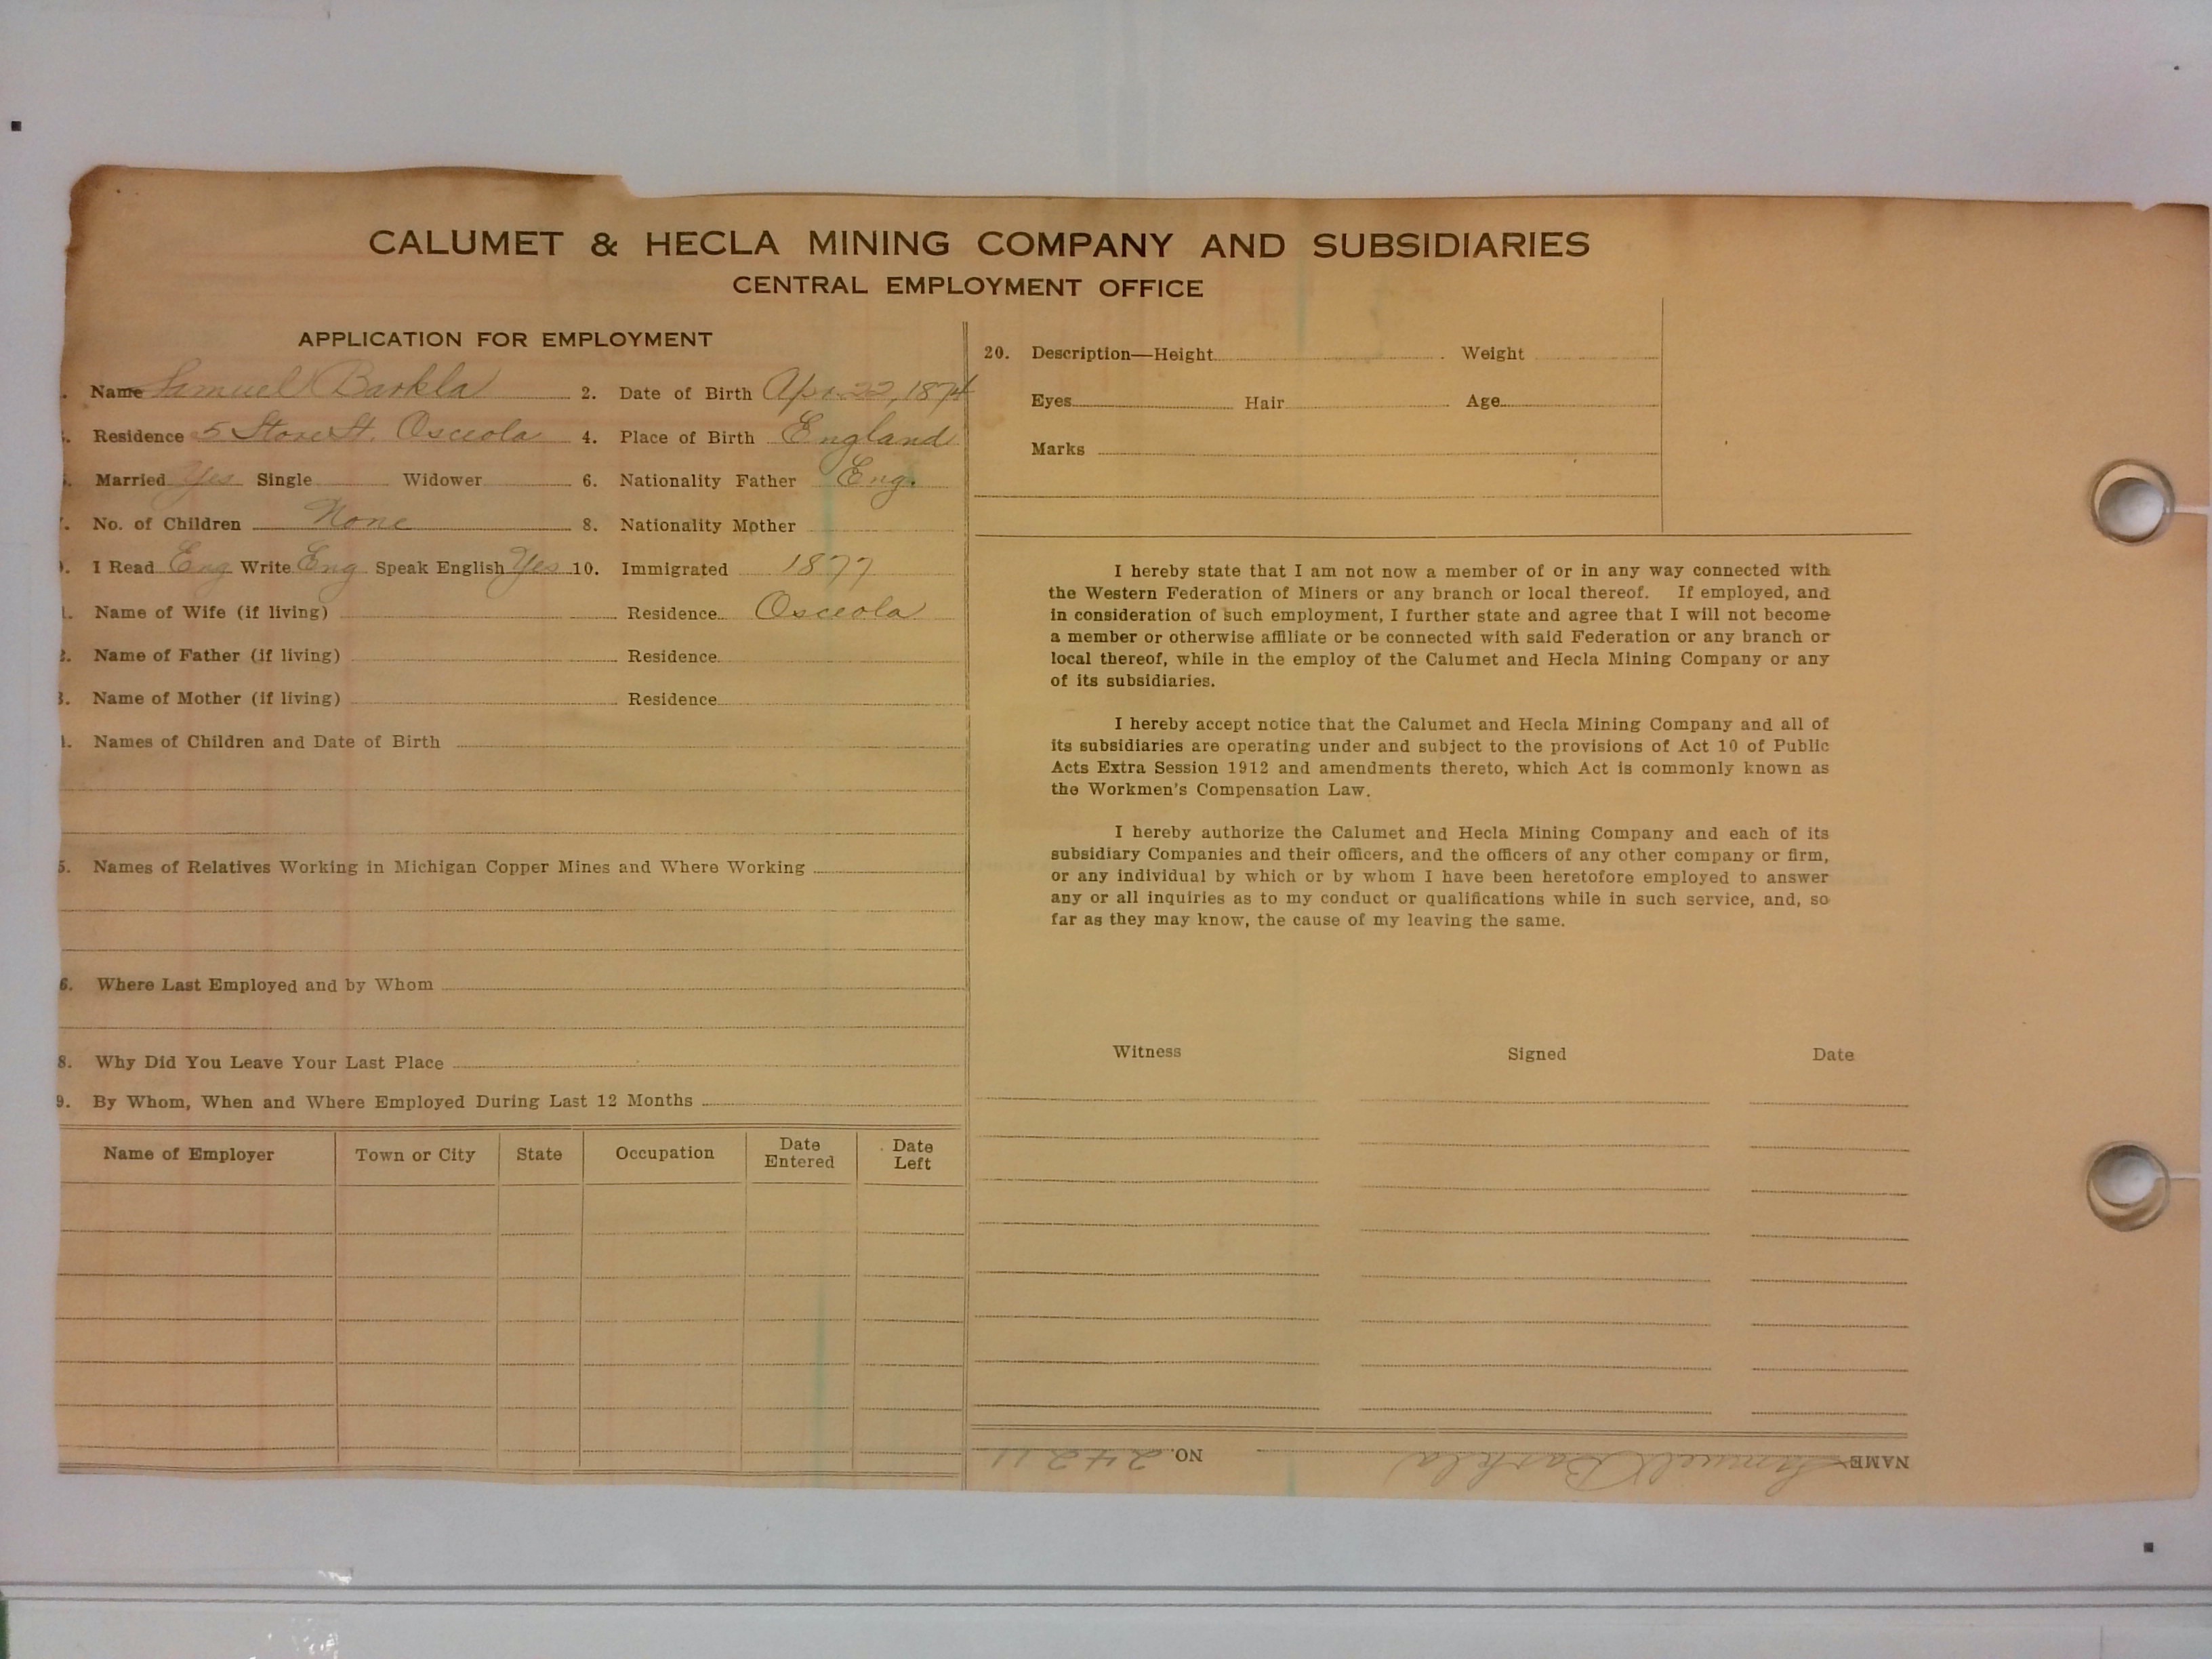 CALUMET & HECLA MINING COMPANY AND SUBSIDIARIES
CENTRAL EMPLOYMENT OFFICE
APPLICATION FOR EMPLOYMENT
. Name Samuel Barkla 2. Date of Birth Apr. 22, 1874
. Residence 5 Store St. Osceola 4. Place of Birth England
. Married Yes Single Widower 6. Nationality Father Eng.
. No. of Children None 8. Nationality Mother
. I Read Eng Write Eng Speak English Yes 10. Immigrated 1877
. Name of Wife (if living) Residence Osceola
. Name of Father (if living) Residence
3. Name of Mother (if living) Residence
. Names of Children and Date of Birth
5. Names of Relatives Working in Michigan Copper Mines and Where Working
6. Where Last Employed and by Whom
8. Why Did You Leave Your Last Place
9. By Whom, When and Where Employed During Last 12 Months
Name of Employer Town or City State Occupation Date Entered Date Left
20. Description—Height Weight
Eyes Hair Age
Marks
I hereby state that I am not now a member of or in any way connected with
the Western Federation of Miners or any branch or local thereof. If employed, and
in consideration of such employment, I further state and agree that I will not become
a member or otherwise affiliate or be connected with said Federation or any branch or
local thereof, while in the employ of the Calumet and Hecla Mining Company or any
of its subsidiaries.
I hereby accept notice that the Calumet and Hecla Mining Company and all of
its subsidiaries are operating under and subject to the provisions of Act 10 of Public
Acts Extra Session 1912 and amendments thereto, which Act is commonly known as
the Workmen's Compensation Law.
I hereby authorize the Calumet and Hecla Mining Company and each of its
subsidiary Companies and their officers, and the officers of any other company or firm,
or any individual by which or by whom I have been heretofore employed to answer
any or all inquiries as to my conduct or qualifications while in such service, and, so
far as they may know, the cause of my leaving the same.
Witness Signed Date
NAME Samuel Barkla NO. 24211